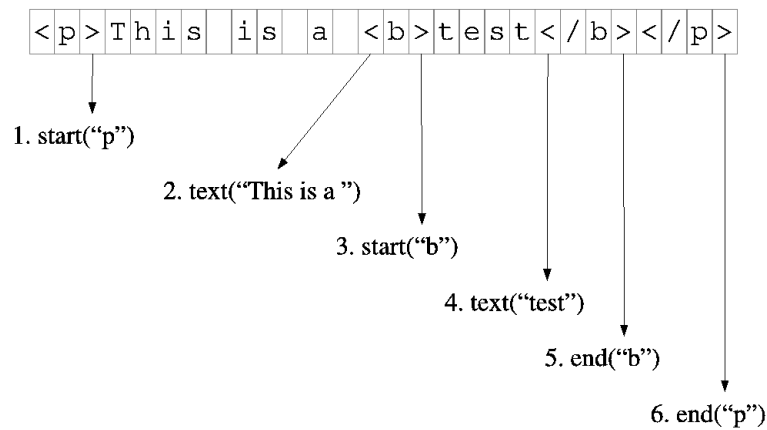 <p>This is a <b>test</b></p>
1. start(“p”)
2. text(“This is a ”)
3. start(“b”)
4. text(“test”)
5. end(“b”)
6. end(“p”)